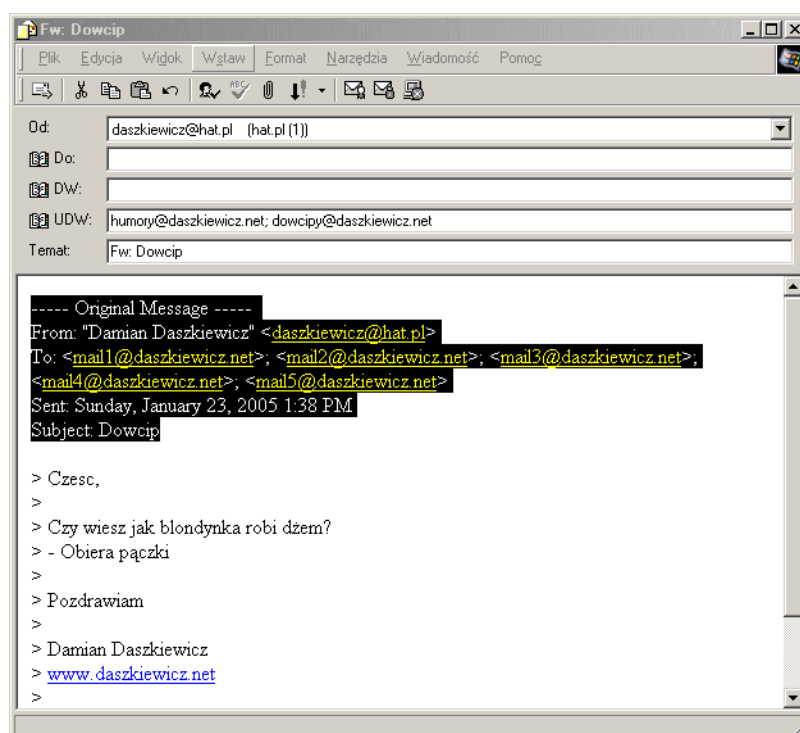 Fw: Dowcip
Plik Edycja Widok Wstaw Format Narzędzia Wiadomość Pomoc
ABC
Od: daszkiewicz@hat.pl (hat.pl (1))
Do:
DW:
UDW: humory@daszkiewicz.net; dowcipy@daszkiewicz.net
Temat: Fw: Dowcip
----- Original Message -----
From: "Damian Daszkiewicz" <daszkiewicz@hat.pl>
To: <mail1@daszkiewicz.net>; <mail2@daszkiewicz.net>; <mail3@daszkiewicz.net>;
<mail4@daszkiewicz.net>; <mail5@daszkiewicz.net>
Sent: Sunday, January 23, 2005 1:38 PM
Subject: Dowcip
> Czesc,
>
> Czy wiesz jak blondynka robi dżem?
> - Obiera pączki
>
> Pozdrawiam
>
> Damian Daszkiewicz
> www.daszkiewicz.net
>